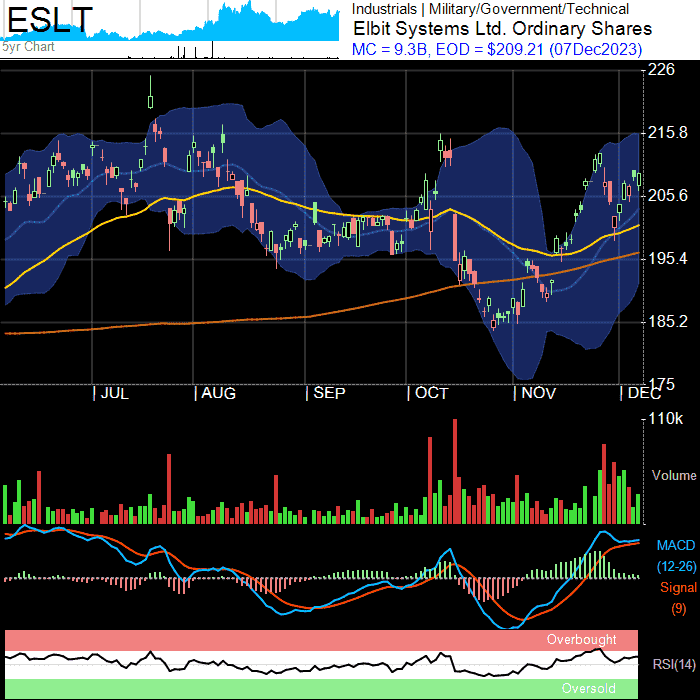 ESLT
5yr Chart
Industrials | Military/Government/Technical
Elbit Systems Ltd. Ordinary Shares
MC = 9.3B, EOD = $209.21 (07Dec2023)
226
215.8
205.6
195.4
185.2
175
| JUL | AUG | SEP | OCT | NOV | DEC
110k
Volume
MACD
(12-26)
Signal
(9)
Overbought
RSI(14)
Oversold